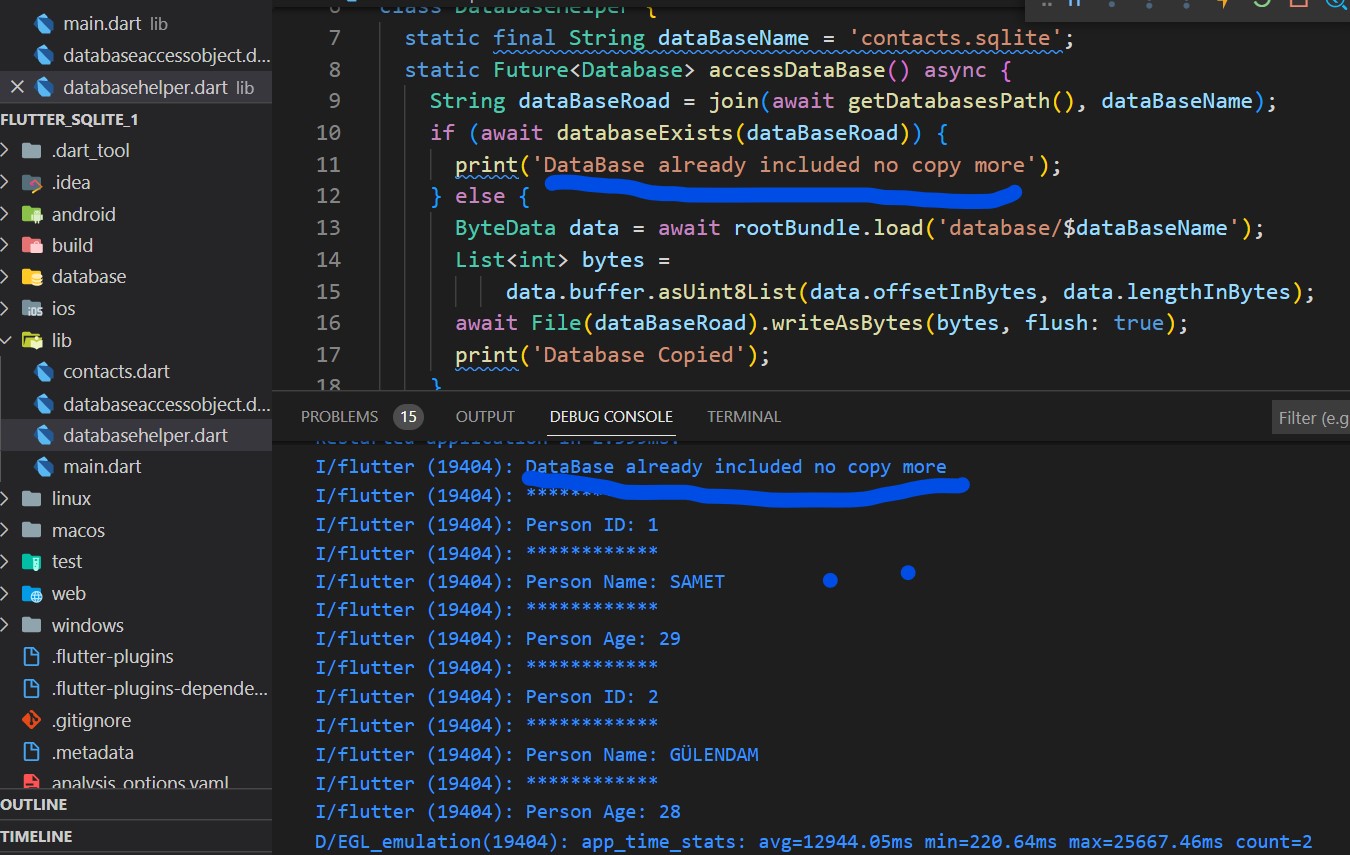 main.dart lib
databaseaccessobject.d...
databasehelper.dart lib
FLUTTER_SQLITE_1
.dart_tool
.idea
android
build
database
ios
lib
contacts.dart
databaseaccessobject.d...
databasehelper.dart
main.dart
linux
macos
test
web
windows
.flutter-plugins
.flutter-plugins-depende...
.gitignore
.metadata
analysis_options.yaml
OUTLINE
TIMELINE
6 class DataBaseHelper {
7 static final String dataBaseName = 'contacts.sqlite';
8 static Future<Database> accessDataBase() async {
9 String dataBaseRoad = join(await getDatabasesPath(), dataBaseName);
10 if (await databaseExists(dataBaseRoad)) {
11 print('DataBase already included no copy more');
12 } else {
13 ByteData data = await rootBundle.load('database/$dataBaseName');
14 List<int> bytes =
15 data.buffer.asUint8List(data.offsetInBytes, data.lengthInBytes);
16 await File(dataBaseRoad).writeAsBytes(bytes, flush: true);
17 print('Database Copied');
18 }
PROBLEMS 15 OUTPUT DEBUG CONSOLE TERMINAL Filter (e.g
Restarted application in 2.999ms.
I/flutter (19404): DataBase already included no copy more
I/flutter (19404): ************
I/flutter (19404): Person ID: 1
I/flutter (19404): ************
I/flutter (19404): Person Name: SAMET
I/flutter (19404): ************
I/flutter (19404): Person Age: 29
I/flutter (19404): ************
I/flutter (19404): Person ID: 2
I/flutter (19404): ************
I/flutter (19404): Person Name: GÜLENDAM
I/flutter (19404): ************
I/flutter (19404): Person Age: 28
D/EGL_emulation(19404): app_time_stats: avg=12944.05ms min=220.64ms max=25667.46ms count=2